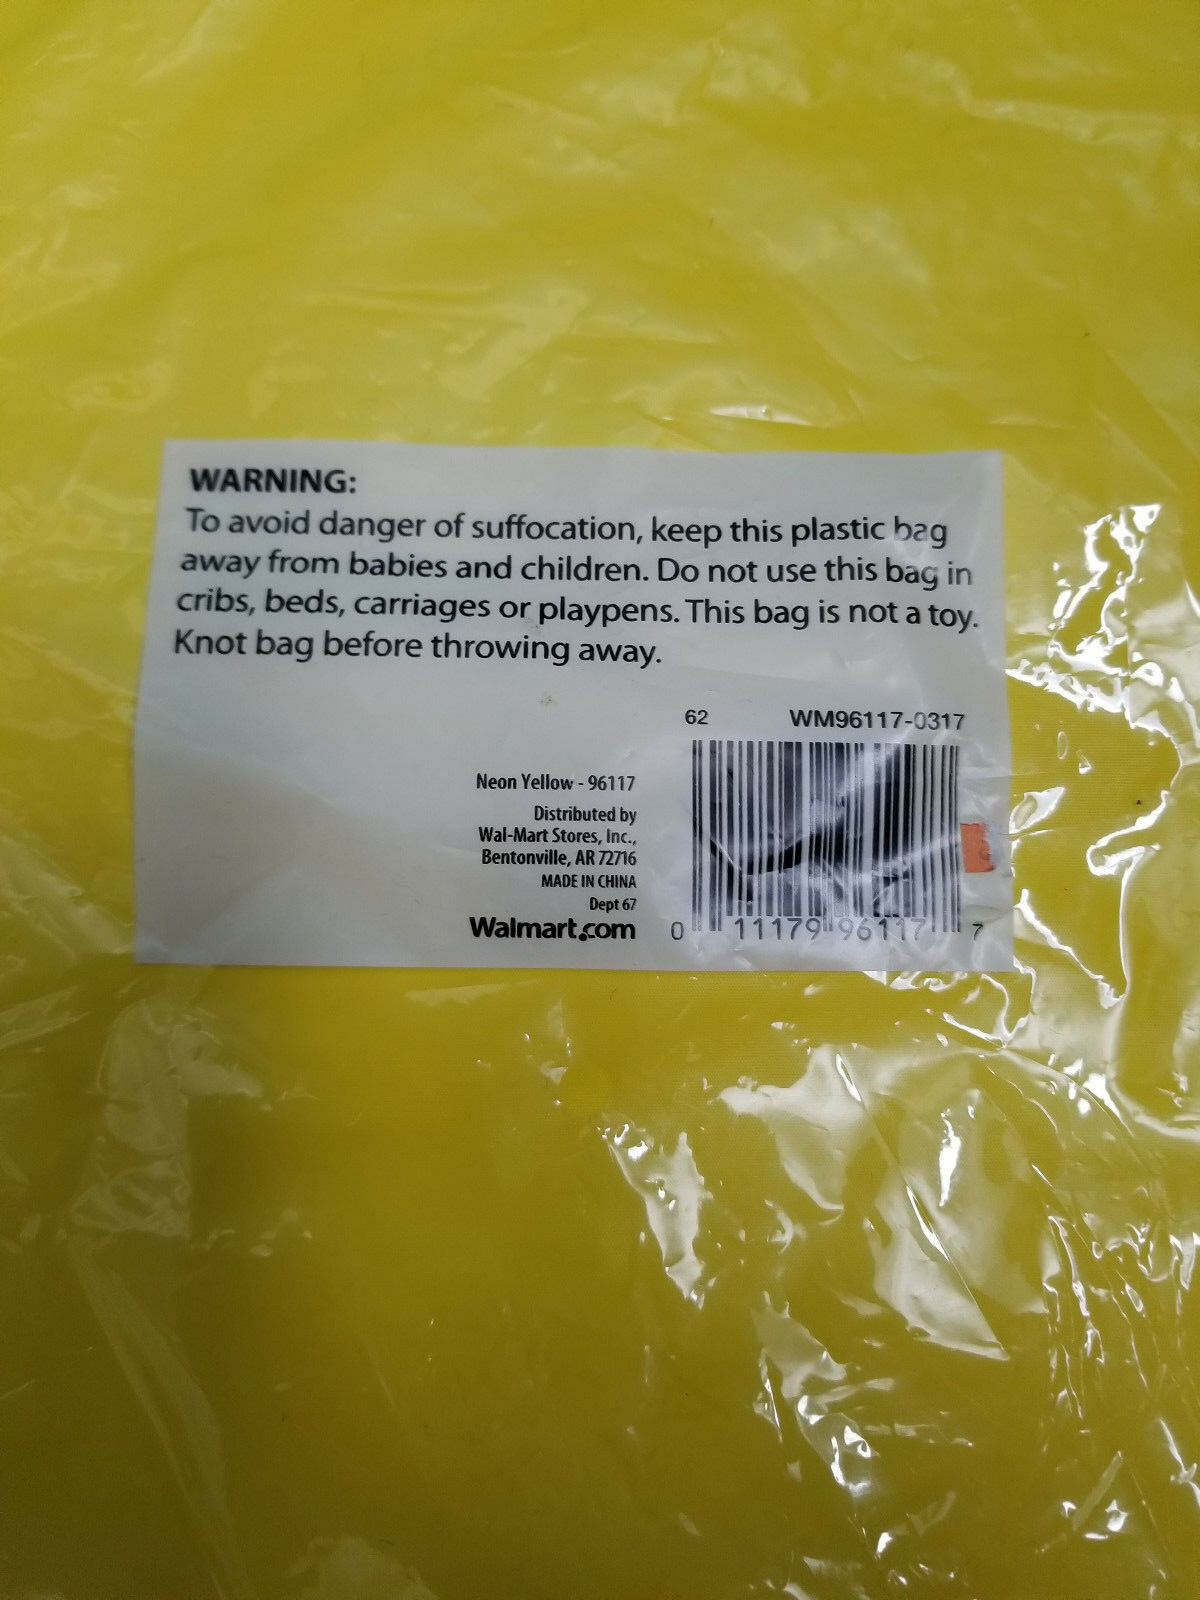 WARNING:
To avoid danger of suffocation, keep this plastic bag
away from babies and children. Do not use this bag in
cribs, beds, carriages or playpens. This bag is not a toy.
Knot bag before throwing away.
62 WM96117-0317
Neon Yellow - 96117
Distributed by
Wal-Mart Stores, Inc.,
Bentonville, AR 72716
MADE IN CHINA
Dept 67
Walmart.com
0 11179 96117 7